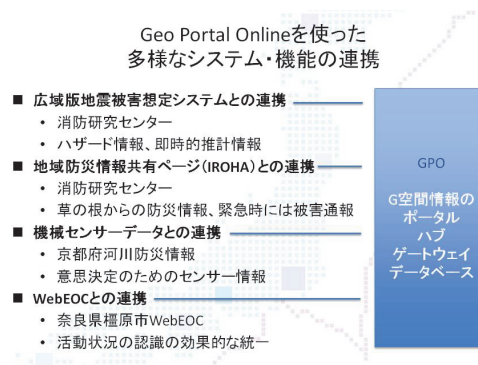 Geo Portal Onlineを使った
多様なシステム・機能の連携
■ 広域版地震被害想定システムとの連携
• 消防研究センター
• ハザード情報、即時的推計情報
■ 地域防災情報共有ページ（IROHA）との連携
• 消防研究センター
• 草の根からの防災情報、緊急時には被害通報
■ 機械センサーデータとの連携
• 京都府河川防災情報
• 意思決定のためのセンサー情報
■ WebEOCとの連携
• 奈良県橿原市WebEOC
• 活動状況の認識の効果的な統一
GPO
G空間情報の
ポータル
ハブ
ゲートウェイ
データベース